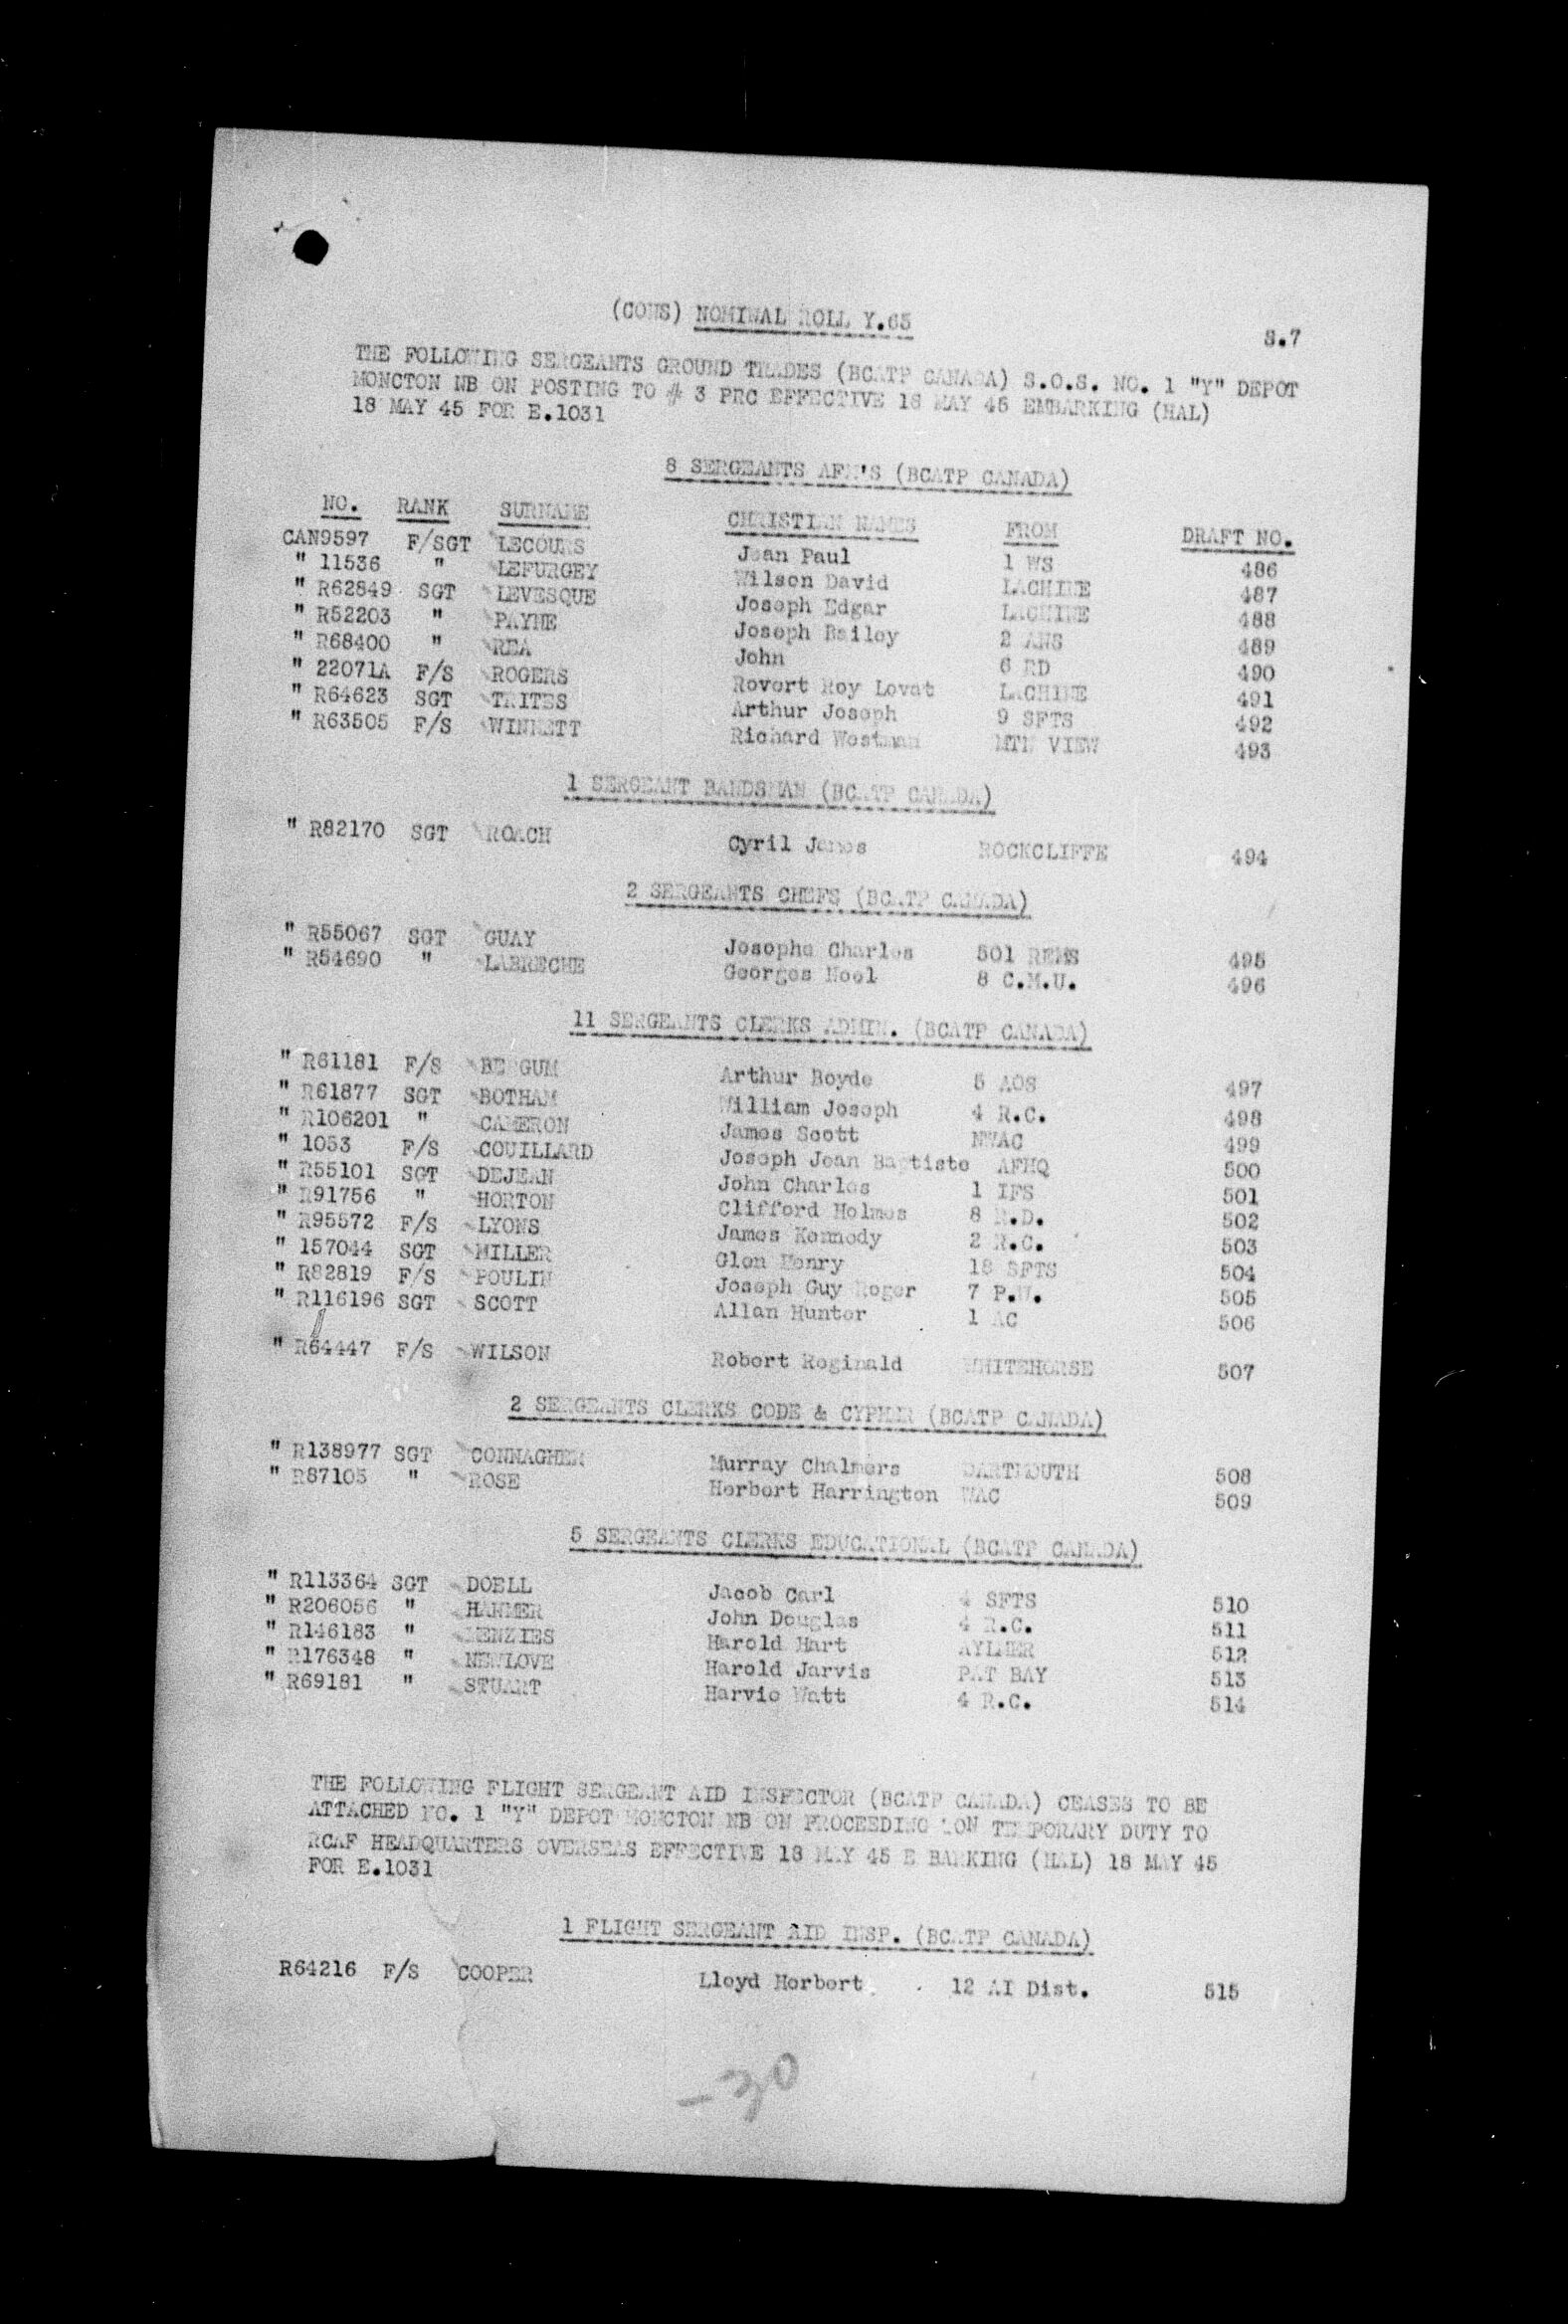 (CONS) NOMINAL ROLL Y.65
S.7
THE FOLLOWING SERGEANTS GROUND TRADES (BCATP CANADA) S.O.S. NO. 1 "Y" DEPOT
MONCTON NB ON POSTING TO # 3 PRC EFFECTIVE 18 MAY 45 EMBARKING (HAL)
18 MAY 45 FOR E.1031
8 SERGEANTS AFM'S (BCATP CANADA)
NO. RANK SURNAME CHRISTIAN NAMES FROM DRAFT NO.
CAN9597 F/SGT LECOURS Jean Paul 1 WS 486
" 11536 " LEFURGEY Wilson David LACHINE 487
" R62849 SGT LEVESQUE Joseph Edgar LACHINE 488
" R52203 " PAYNE Joseph Bailey 2 ANS 489
" R68400 " REA John 6 RD 490
" 22071A F/S ROGERS Rovert Roy Lovat LACHINE 491
" R64623 SGT TRITES Arthur Joseph 9 SFTS 492
" R63505 F/S WINNETT Richard Westman MTN VIEW 493
1 SERGEANT BANDSMAN (BCATP CANADA)
" R82170 SGT ROACH Cyril James ROCKCLIFFE 494
2 SERGEANTS CHEFS (BCATP CANADA)
" R55067 SGT GUAY Josephe Charles 501 REMS 495
" R54690 " LABRECHE Georges Noel 8 C.M.U. 496
11 SERGEANTS CLERKS ADMIN. (BCATP CANADA)
" R61181 F/S BERGUM Arthur Boyde 5 AOS 497
" R61877 SGT BOTHAM William Joseph 4 R.C. 498
" R106201 " CAMERON James Scott NWAC 499
" 1053 F/S COUILLARD Joseph Jean Baptiste AFHQ 500
" R55101 SGT DEJEAN John Charles 1 IFS 501
" R91756 " HORTON Clifford Holmes 8 R.D. 502
" R95572 F/S LYONS James Kennedy 2 R.C. 503
" 157044 SGT MILLER Glen Henry 18 SFTS 504
" R82819 F/S POULIN Joseph Guy Roger 7 P.W. 505
" R116196 SGT SCOTT Allan Hunter 1 AC 506
" R64447 F/S WILSON Robert Reginald WHITEHORSE 507
2 SERGEANTS CLERKS CODE & CYPHER (BCATP CANADA)
" R138977 SGT CONNAGHER Murray Chalmers DARTMOUTH 508
" R87105 " ROSE Herbert Harrington WAC 509
5 SERGEANTS CLERKS EDUCATIONAL (BCATP CANADA)
" R113364 SGT DOELL Jacob Carl 4 SFTS 510
" R206056 " HAMMER John Douglas 4 R.C. 511
" R146183 " MENZIES Harold Hart AYLMER 512
" R176348 " NEWLOVE Harold Jarvis PAT BAY 513
" R69181 " STUART Harvie Watt 4 R.C. 514
THE FOLLOWING FLIGHT SERGEANT AID INSPECTOR (BCATP CANADA) CEASES TO BE
ATTACHED NO. 1 "Y" DEPOT MONCTON NB ON PROCEEDING ON TEMPORARY DUTY TO
RCAF HEADQUARTERS OVERSEAS EFFECTIVE 18 MAY 45 E BARKING (HAL) 18 MAY 45
FOR E.1031
1 FLIGHT SERGEANT AID INSP. (BCATP CANADA)
R64216 F/S COOPER Lloyd Herbert 12 AI Dist. 515
-30